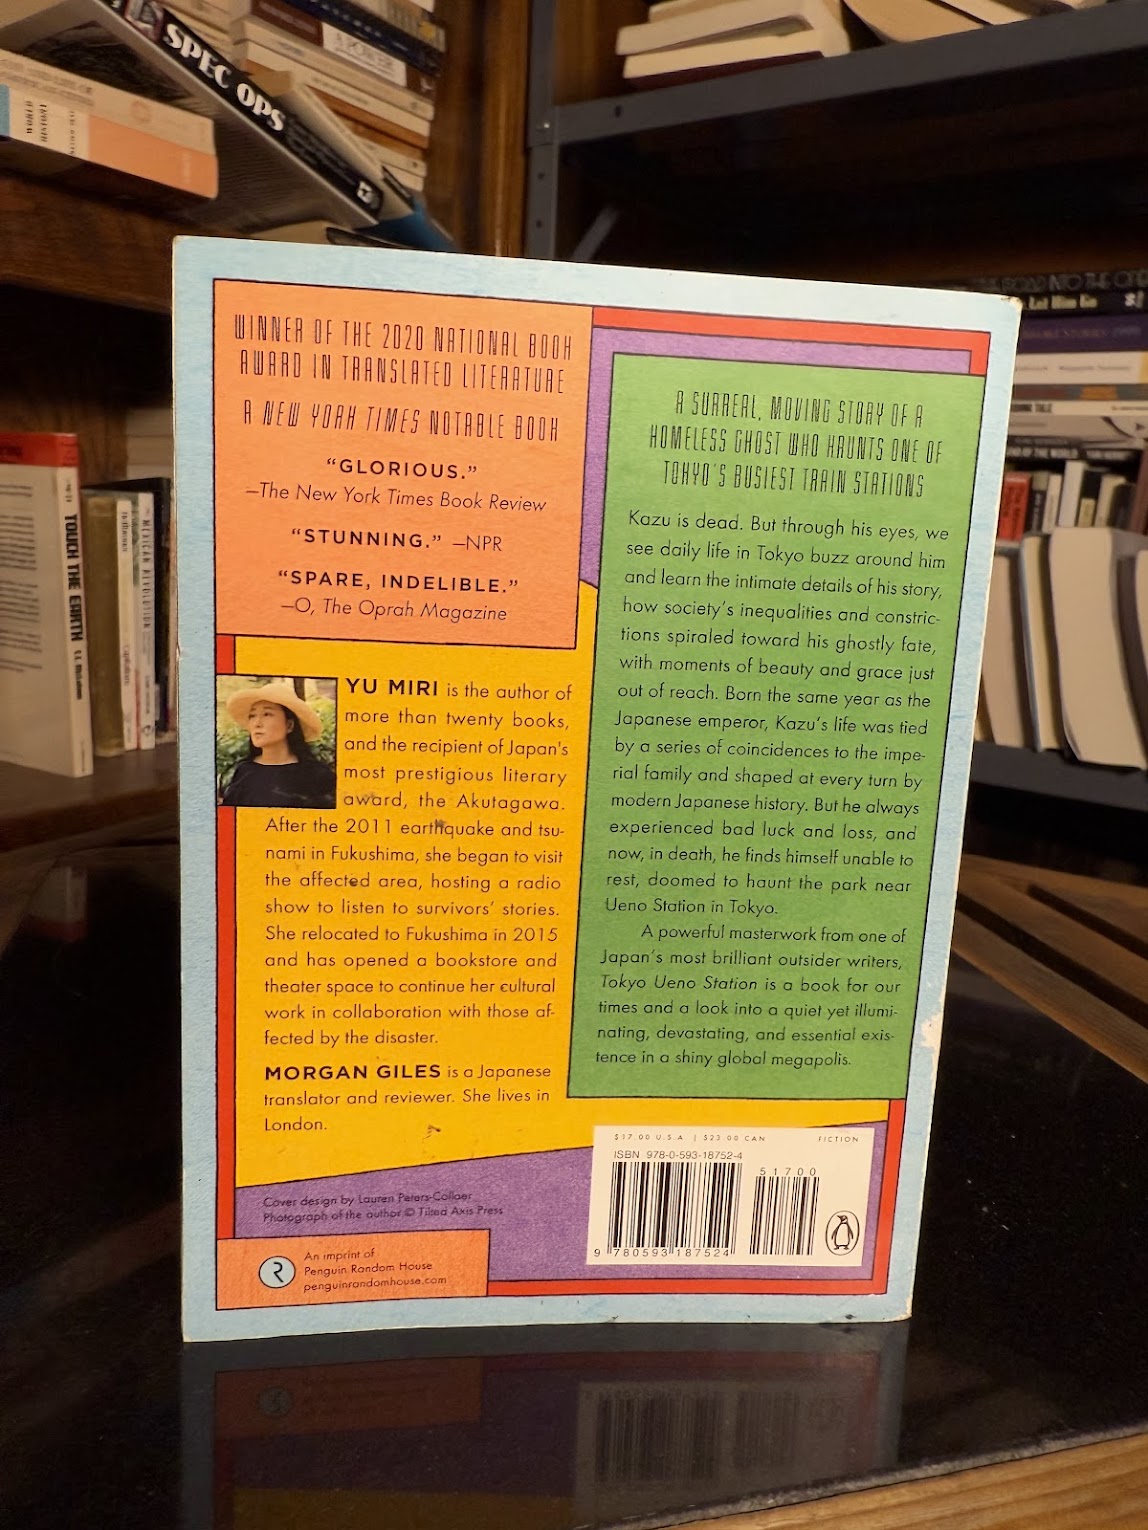 SPEC OPS
WORLD
HISTORY
A POWER
Let Him Go
TOUCH THE EARTH
MEXICAN REVOLUTION
WINNER OF THE 2020 NATIONAL BOOK
AWARD IN TRANSLATED LITERATURE
A NEW YORK TIMES NOTABLE BOOK
“GLORIOUS.”
—The New York Times Book Review
“STUNNING.” —NPR
“SPARE, INDELIBLE.”
—O, The Oprah Magazine
YU MIRI is the author of
more than twenty books,
and the recipient of Japan's
most prestigious literary
award, the Akutagawa.
After the 2011 earthquake and tsu-
nami in Fukushima, she began to visit
the affected area, hosting a radio
show to listen to survivors' stories.
She relocated to Fukushima in 2015
and has opened a bookstore and
theater space to continue her cultural
work in collaboration with those af-
fected by the disaster.
MORGAN GILES is a Japanese
translator and reviewer. She lives in
London.
Cover design by Lauren Peters-Collaer
Photograph of the author © Tilted Axis Press
An imprint of
Penguin Random House
penguinrandomhouse.com
A SURREAL, MOVING STORY OF A
HOMELESS GHOST WHO HAUNTS ONE OF
TOKYO'S BUSIEST TRAIN STATIONS
Kazu is dead. But through his eyes, we
see daily life in Tokyo buzz around him
and learn the intimate details of his story,
how society's inequalities and constric-
tions spiraled toward his ghostly fate,
with moments of beauty and grace just
out of reach. Born the same year as the
Japanese emperor, Kazu's life was tied
by a series of coincidences to the impe-
rial family and shaped at every turn by
modern Japanese history. But he always
experienced bad luck and loss, and
now, in death, he finds himself unable to
rest, doomed to haunt the park near
Ueno Station in Tokyo.
A powerful masterwork from one of
Japan's most brilliant outsider writers,
Tokyo Ueno Station is a book for our
times and a look into a quiet yet illumi-
nating, devastating, and essential exis-
tence in a shiny global megapolis.
$17.00 U.S.A | $23.00 CAN FICTION
ISBN 978-0-593-18752-4
51700
9 780593 187524